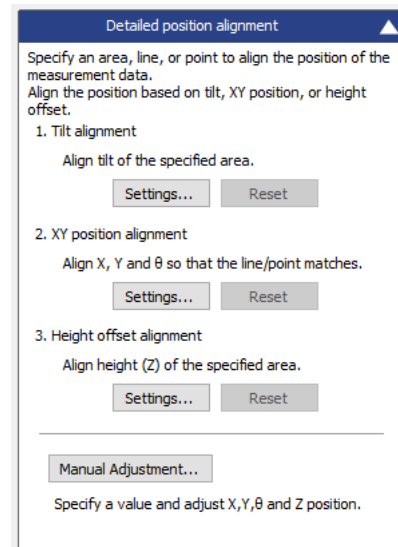 Detailed position alignment
Specify an area, line, or point to align the position of the
measurement data.
Align the position based on tilt, XY position, or height
offset.
1. Tilt alignment
Align tilt of the specified area.
Settings... Reset
2. XY position alignment
Align X, Y and θ so that the line/point matches.
Settings... Reset
3. Height offset alignment
Align height (Z) of the specified area.
Settings... Reset
Manual Adjustment...
Specify a value and adjust X,Y,θ and Z position.